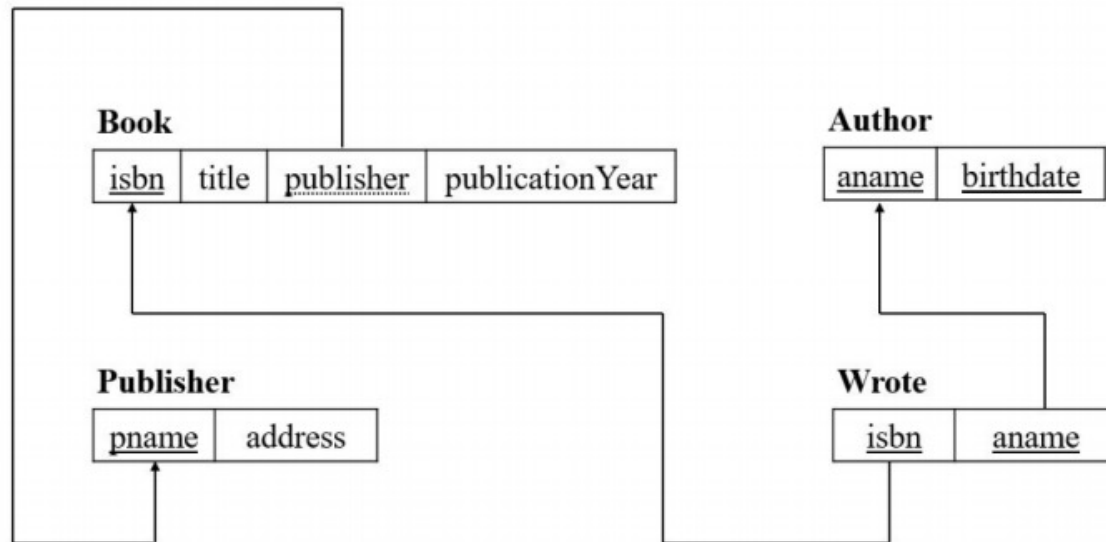 Book
isbn title publisher publicationYear
Author
aname birthdate
Publisher
pname address
Wrote
isbn aname